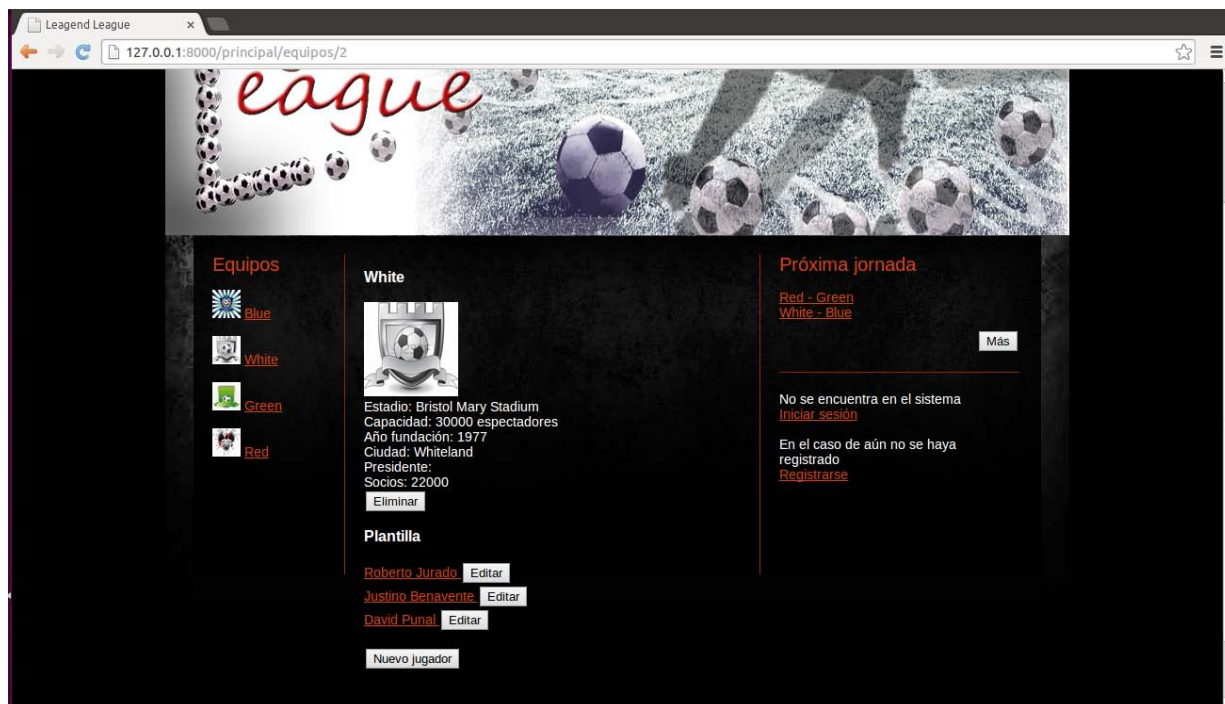 Leagend League
127.0.0.1:8000/principal/equipos/2
eague
Equipos
Blue
White
Green
Red
White
Estadio: Bristol Mary Stadium
Capacidad: 30000 espectadores
Año fundación: 1977
Ciudad: Whiteland
Presidente:
Socios: 22000
Eliminar
Plantilla
Roberto Jurado Editar
Justino Benavente Editar
David Punal Editar
Nuevo jugador
Próxima jornada
Red - Green
White - Blue
Más
No se encuentra en el sistema
Iniciar sesión
En el caso de aún no se haya
registrado
Registrarse